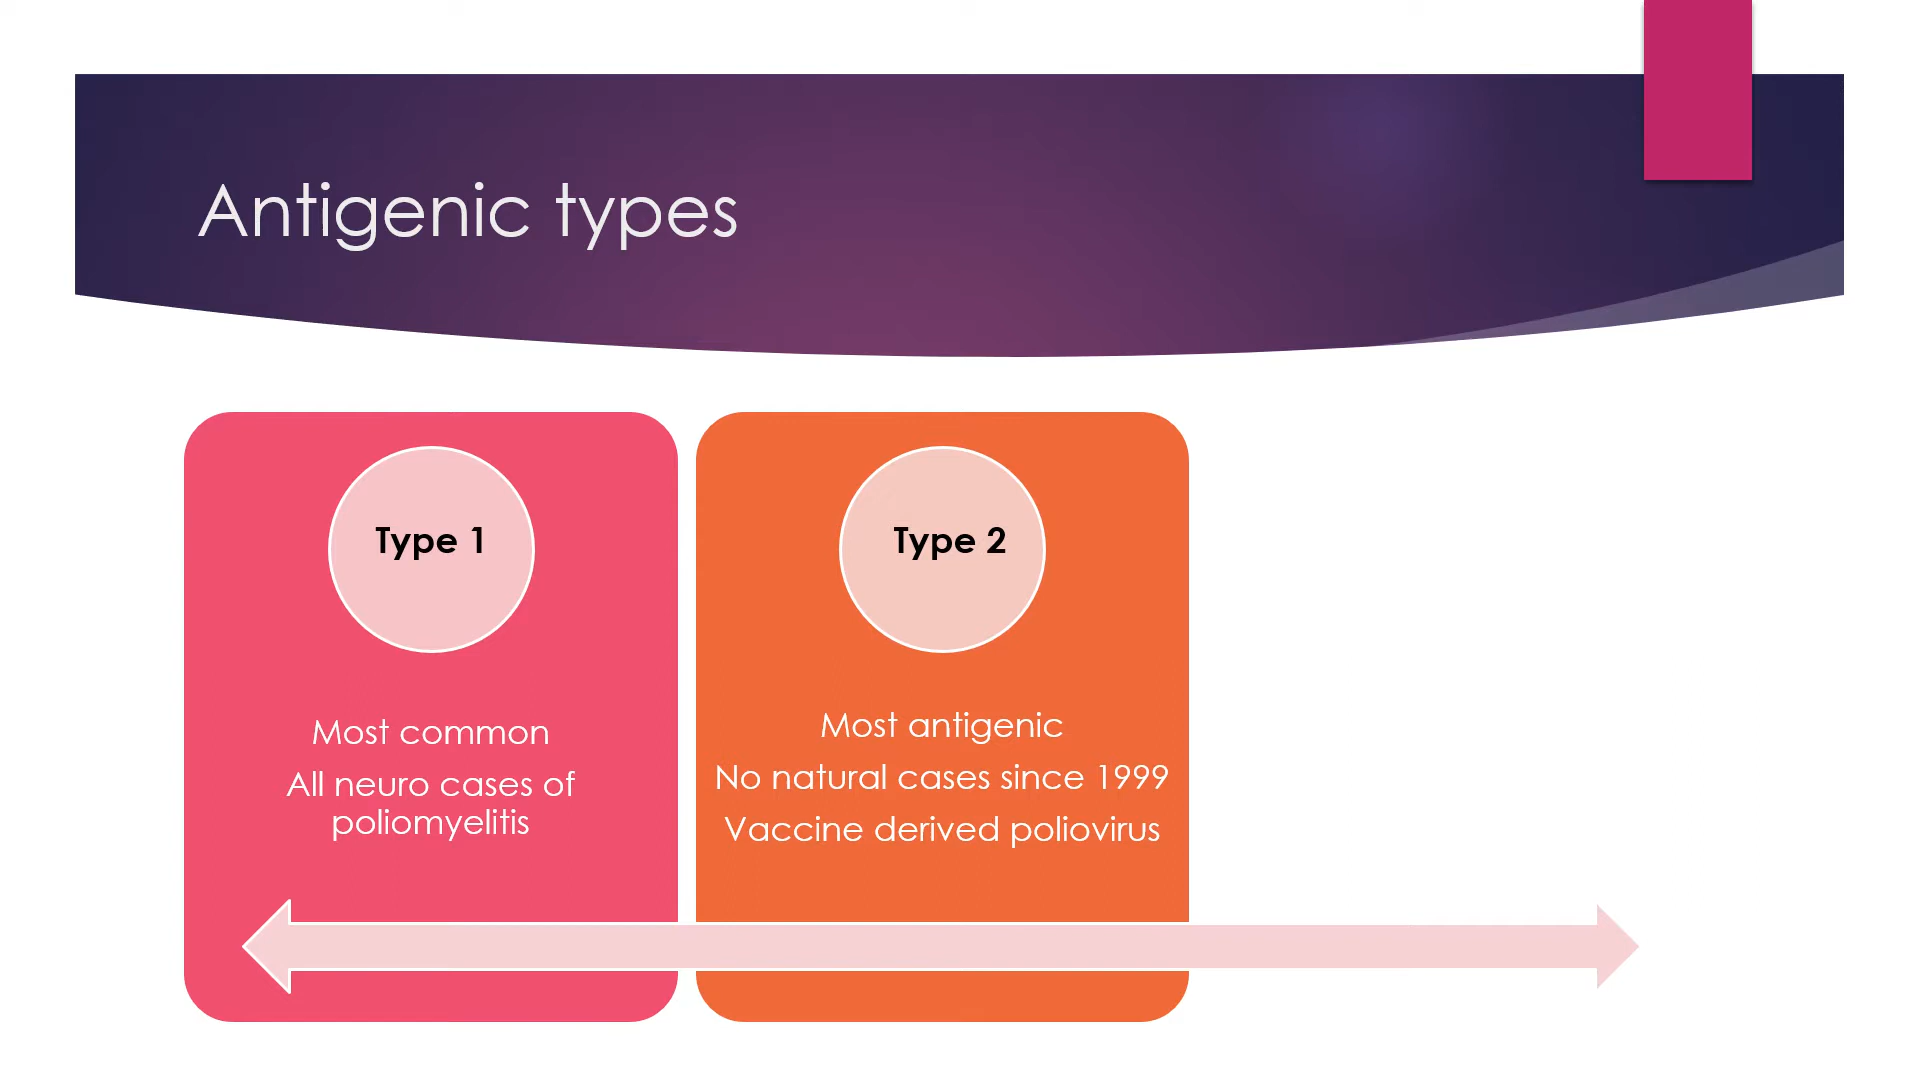 Antigenic types
Type 1
Most common
All neuro cases of
poliomyelitis
Type 2
Most antigenic
No natural cases since 1999
Vaccine derived poliovirus